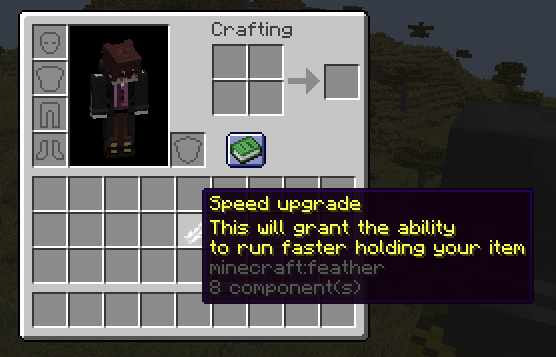 Crafting
Speed upgrade
This will grant the ability
to run faster holding your item
minecraft:feather
8 component(s)